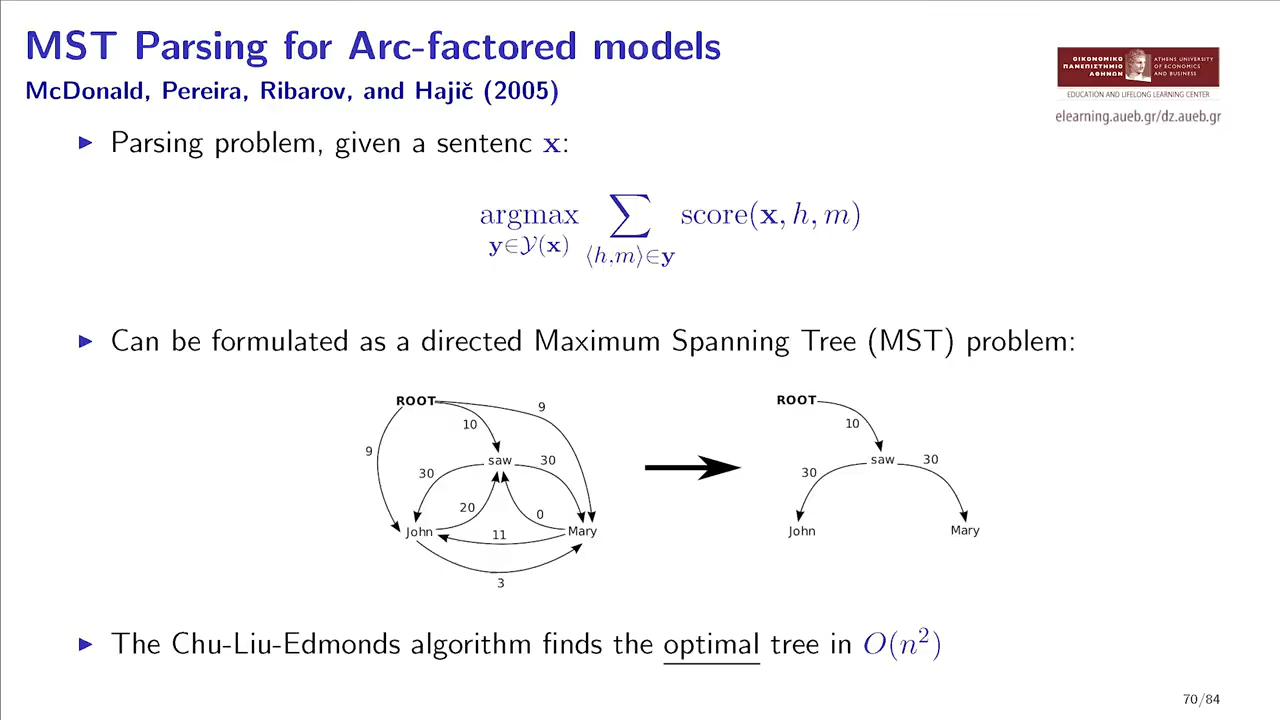 MST Parsing for Arc-factored models
McDonald, Pereira, Ribarov, and Hajič (2005)
ΟΙΚΟΝΟΜΙΚΟ
ΠΑΝΕΠΙΣΤΗΜΙΟ
ΑΘΗΝΩΝ
ATHENS UNIVERSITY
OF ECONOMICS
AND BUSINESS
EDUCATION AND LIFELONG LEARNING CENTER
elearning.aueb.gr/dz.aueb.gr
▶ Parsing problem, given a sentenc x:
argmax ∑ score(x, h, m)
y∈𝒴(x) ⟨h,m⟩∈y
▶ Can be formulated as a directed Maximum Spanning Tree (MST) problem:
ROOT
9
10
9
saw
30
30
20
0
John
11
Mary
3
ROOT
10
saw
30
30
John
Mary
▶ The Chu-Liu-Edmonds algorithm finds the optimal tree in O(n²)
70/84